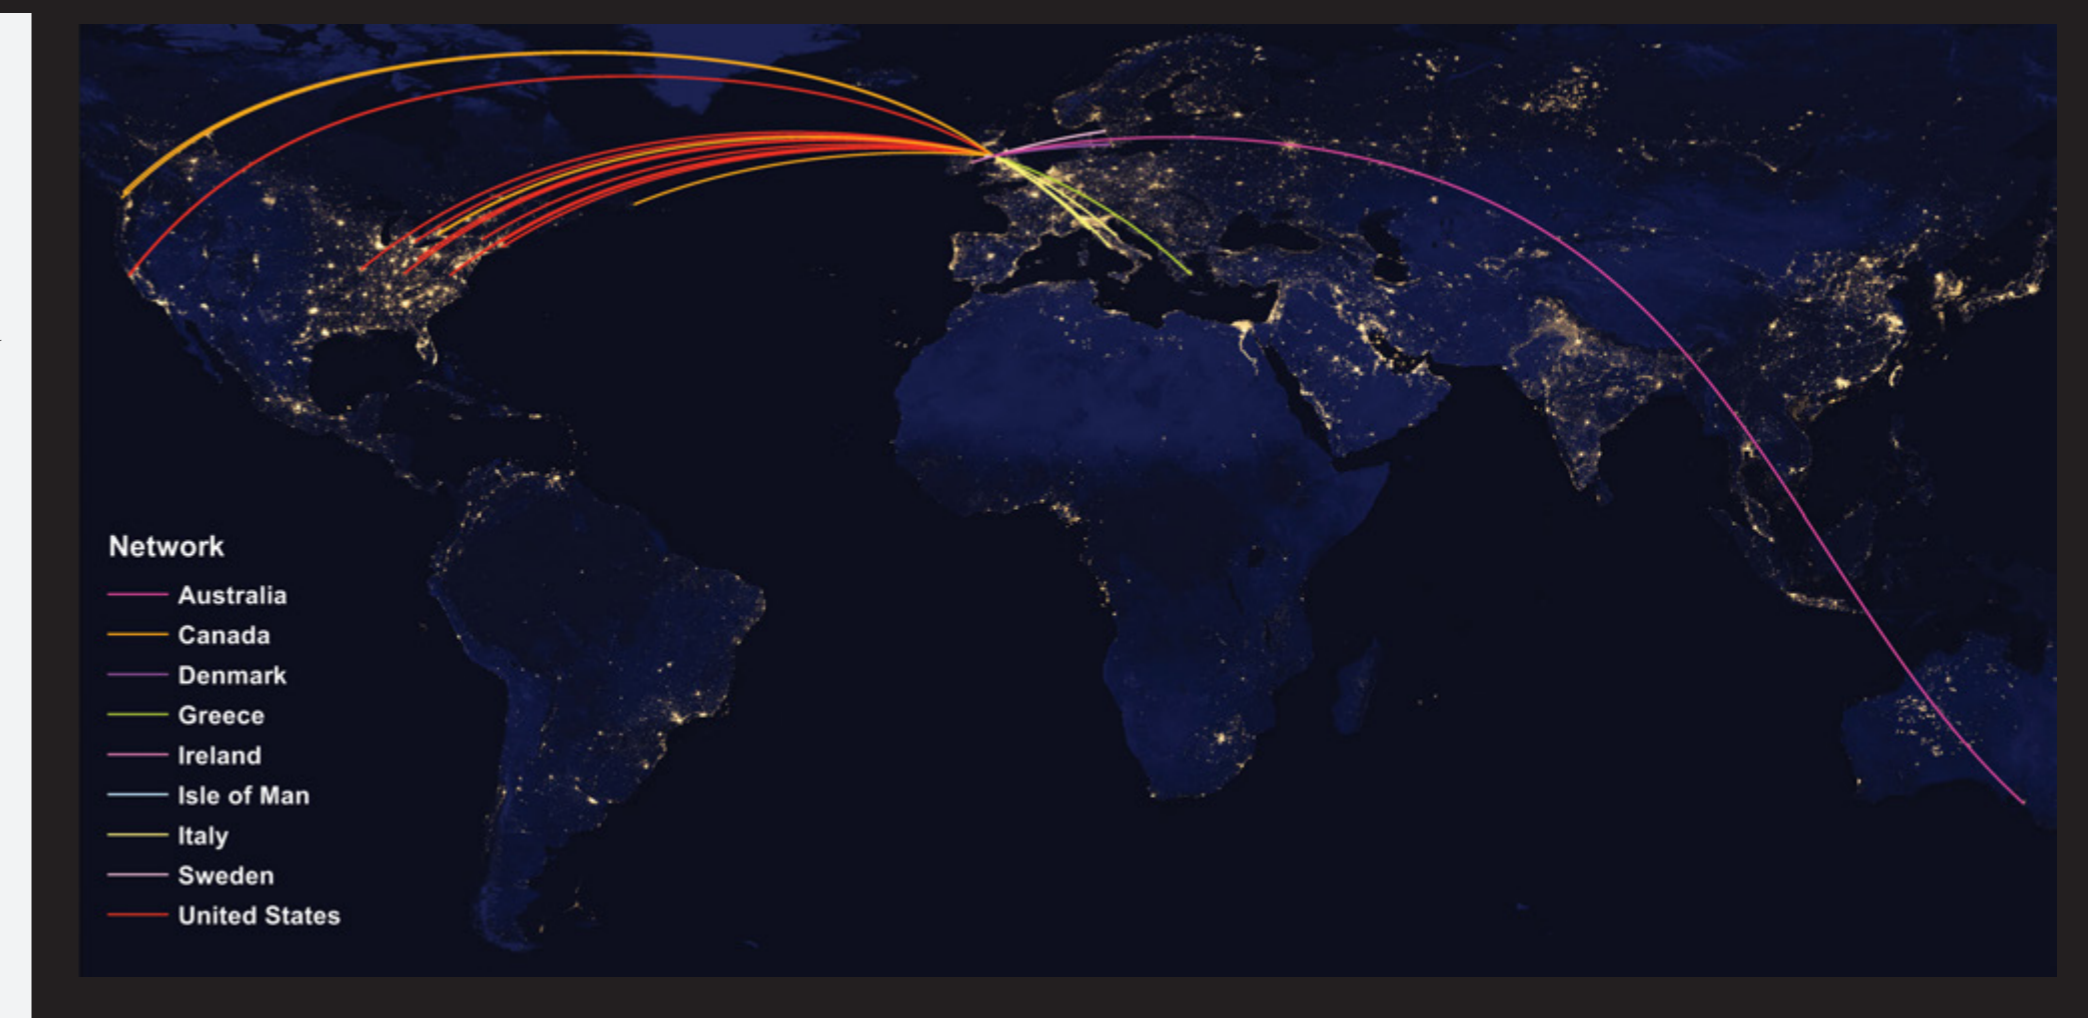 Network
Australia
Canada
Denmark
Greece
Ireland
Isle of Man
Italy
Sweden
United States